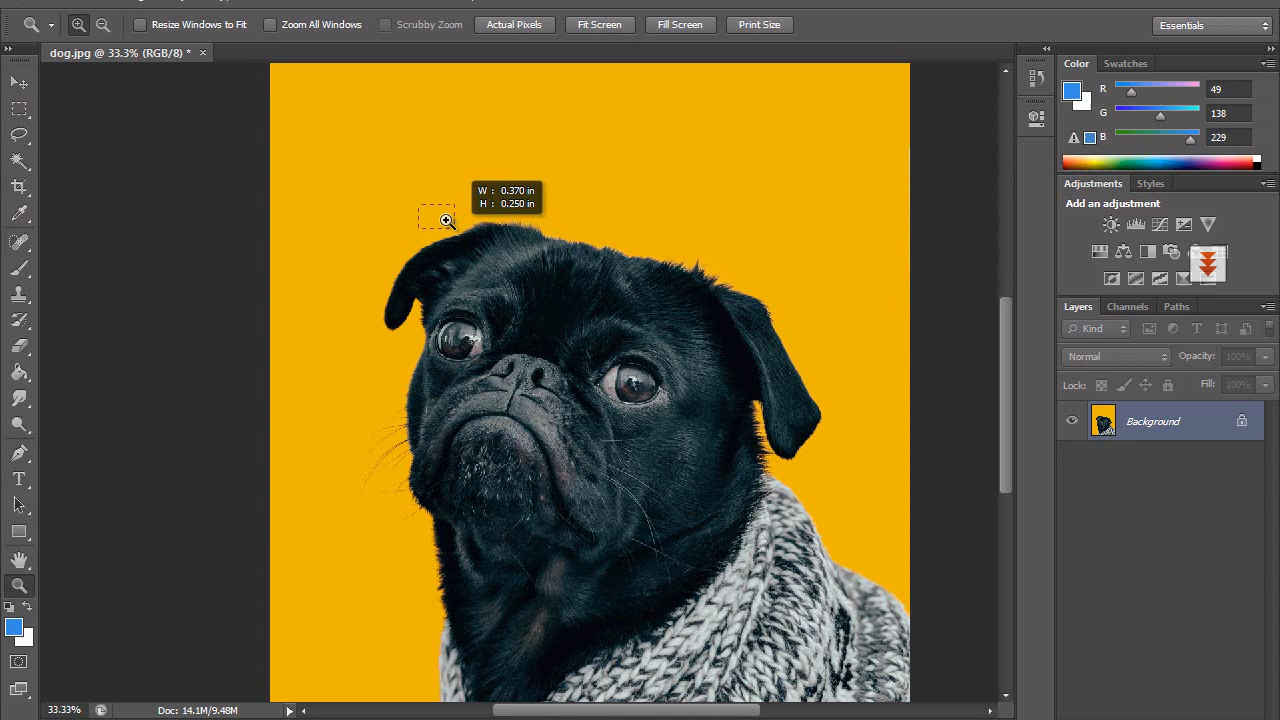 Resize Windows to Fit
Zoom All Windows
Scrubby Zoom
Actual Pixels
Fit Screen
Fill Screen
Print Size
Essentials
dog.jpg @ 33.3% (RGB/8) *
Color
Swatches
R
49
G
138
B
229
W : 0.370 in
H : 0.250 in
Adjustments
Styles
Add an adjustment
Layers
Channels
Paths
Kind
Normal
Opacity: 100%
Lock:
Fill: 100%
Background
33.33%
Doc: 14.1M/9.48M